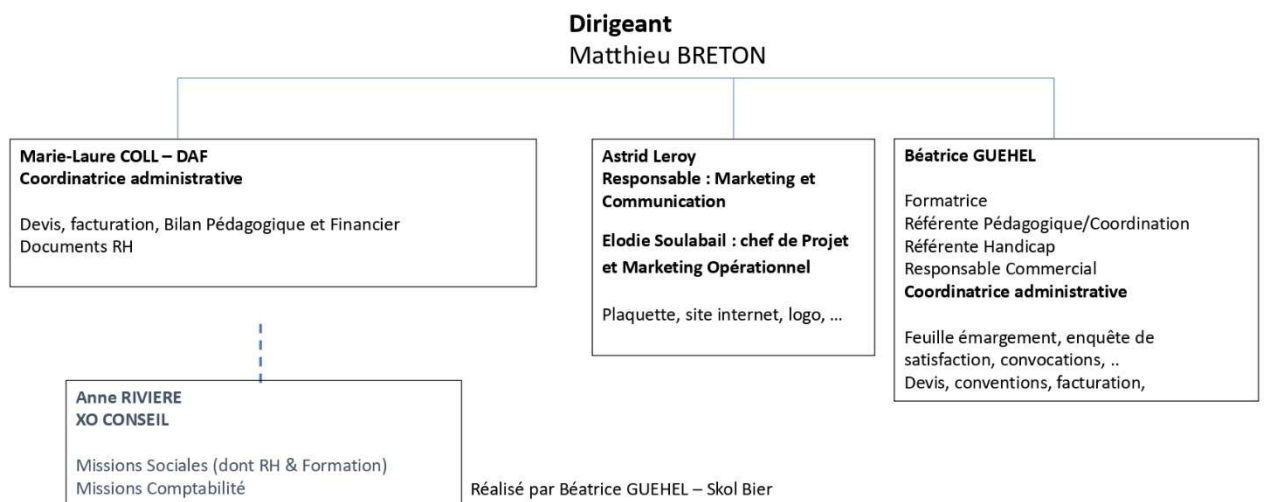 Dirigeant
Matthieu BRETON
Marie-Laure COLL – DAF
Coordinatrice administrative
Devis, facturation, Bilan Pédagogique et Financier
Documents RH
Astrid Leroy
Responsable : Marketing et
Communication
Elodie Soulabail : chef de Projet
et Marketing Opérationnel
Plaquette, site internet, logo, ...
Béatrice GUEHEL
Formatrice
Référente Pédagogique/Coordination
Référente Handicap
Responsable Commercial
Coordinatrice administrative
Feuille émargement, enquête de
satisfaction, convocations, ..
Devis, conventions, facturation,
Anne RIVIERE
XO CONSEIL
Missions Sociales (dont RH & Formation)
Missions Comptabilité
Réalisé par Béatrice GUEHEL – Skol Bier